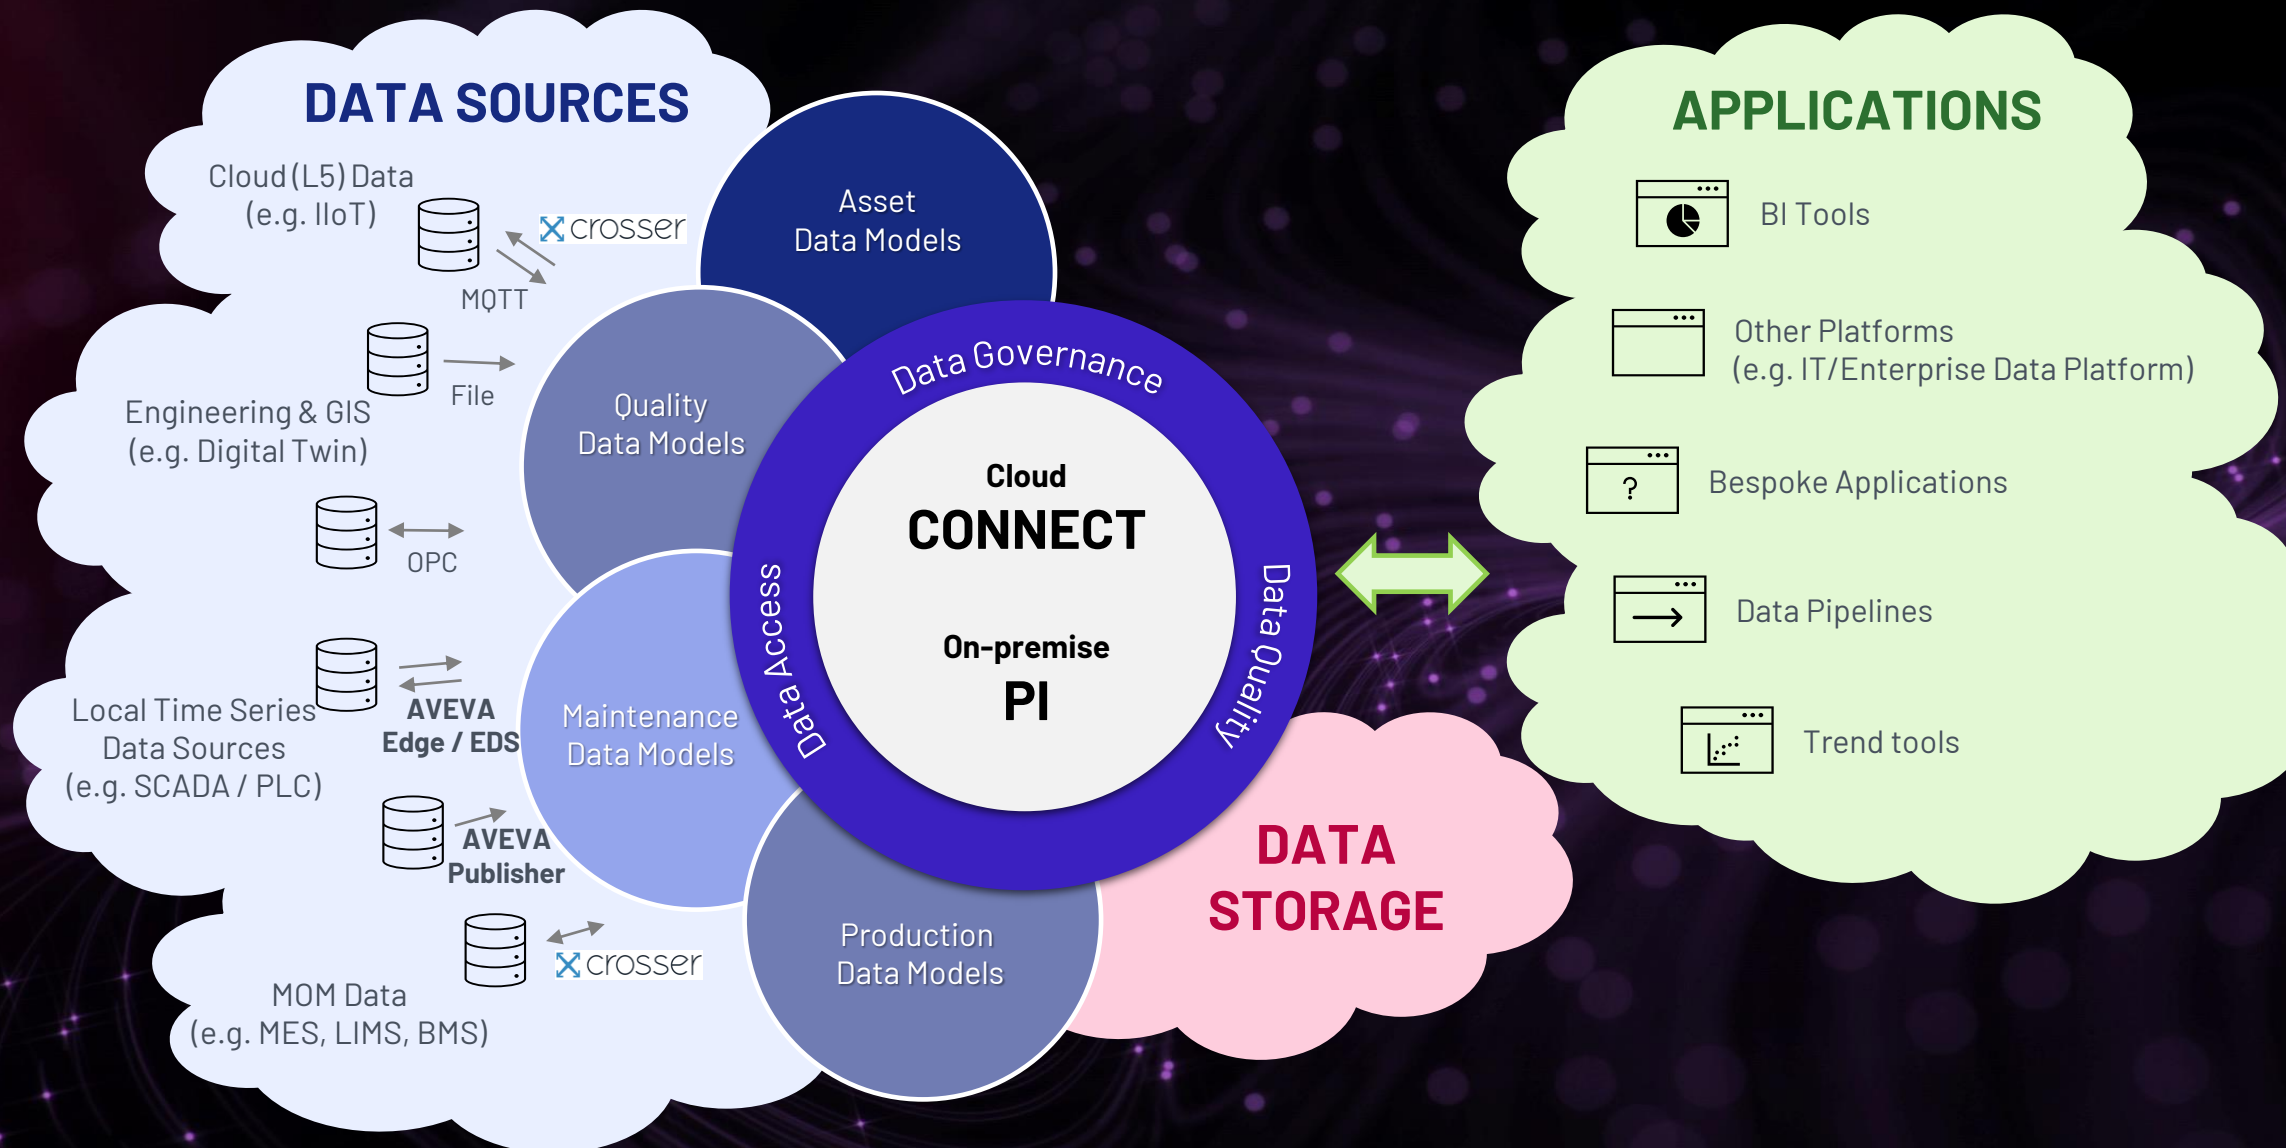 DATA SOURCES
Cloud (L5) Data
(e.g. IIoT)
crosser
MQTT
File
Engineering & GIS
(e.g. Digital Twin)
OPC
Local Time Series
Data Sources
(e.g. SCADA / PLC)
AVEVA
Edge / EDS
AVEVA
Publisher
crosser
MOM Data
(e.g. MES, LIMS, BMS)
Asset
Data Models
Quality
Data Models
Maintenance
Data Models
Production
Data Models
Data Governance
Data Access
Data Quality
Cloud
CONNECT
On-premise
PI
DATA
STORAGE
APPLICATIONS
BI Tools
Other Platforms
(e.g. IT/Enterprise Data Platform)
?
Bespoke Applications
Data Pipelines
Trend tools